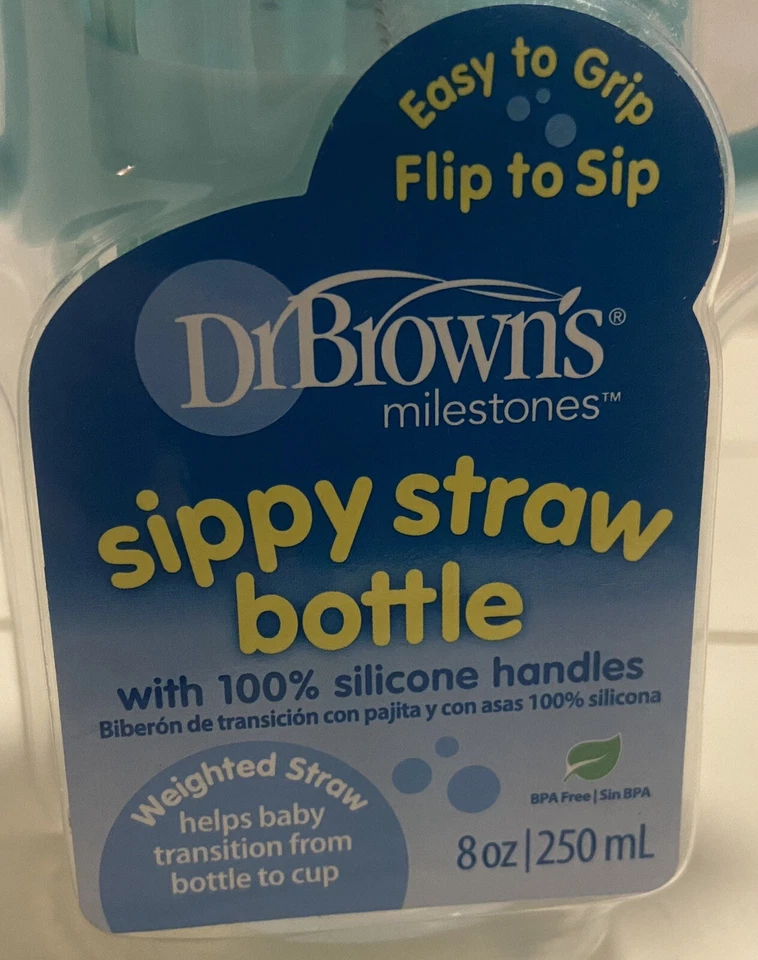 Easy to Grip
Flip to Sip
Dr Brown's®
milestones™
sippy straw
bottle
with 100% silicone handles
Biberón de transición con pajita y con asas 100% silicona
Weighted Straw
helps baby
transition from
bottle to cup
BPA Free | Sin BPA
8 oz | 250 mL